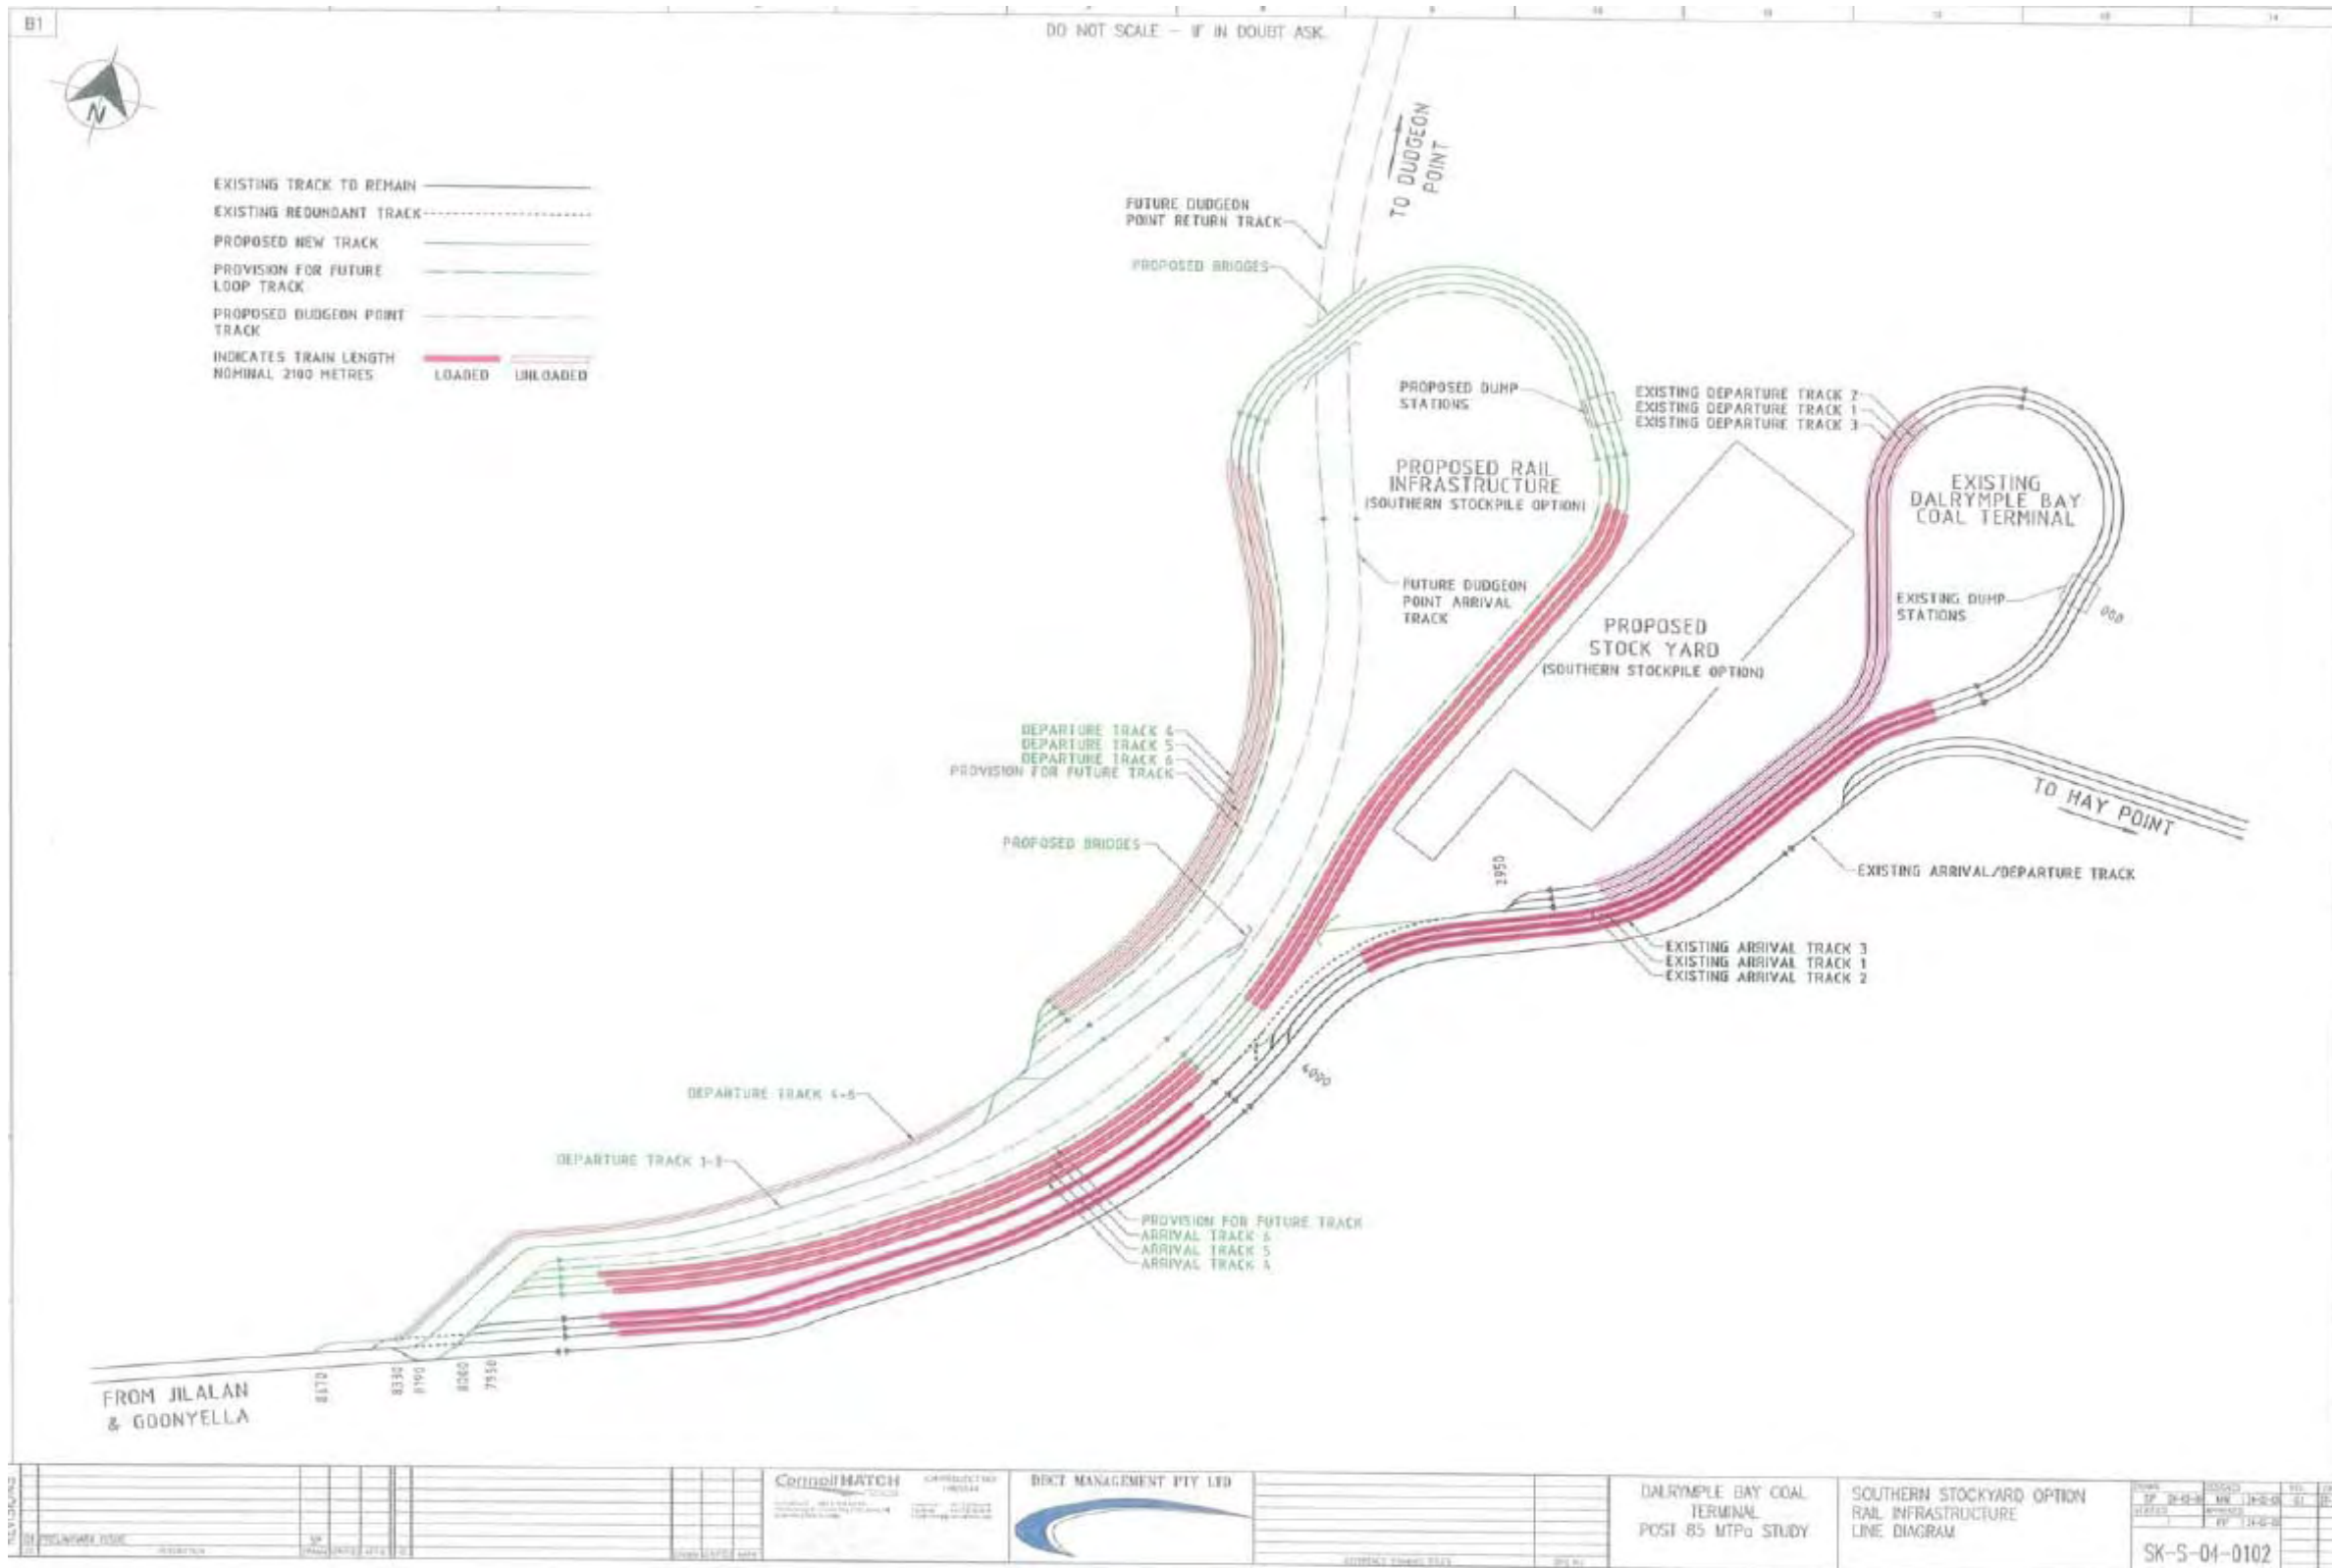 B1
DO NOT SCALE - IF IN DOUBT ASK.
N
EXISTING TRACK TO REMAIN
EXISTING REDUNDANT TRACK
PROPOSED NEW TRACK
PROVISION FOR FUTURE
LOOP TRACK
PROPOSED DUDGEON POINT
TRACK
INDICATES TRAIN LENGTH
NOMINAL 2100 METRES
LOADED
UNLOADED
TO DUDGEON
POINT
FUTURE DUDGEON
POINT RETURN TRACK
PROPOSED BRIDGES
PROPOSED DUMP
STATIONS
EXISTING DEPARTURE TRACK 2
EXISTING DEPARTURE TRACK 1
EXISTING DEPARTURE TRACK 3
PROPOSED RAIL
INFRASTRUCTURE
(SOUTHERN STOCKPILE OPTION)
EXISTING
DALRYMPLE BAY
COAL TERMINAL
FUTURE DUDGEON
POINT ARRIVAL
TRACK
EXISTING DUMP
STATIONS
000
PROPOSED
STOCK YARD
(SOUTHERN STOCKPILE OPTION)
DEPARTURE TRACK 4
DEPARTURE TRACK 5
DEPARTURE TRACK 6
PROVISION FOR FUTURE TRACK
TO HAY POINT
PROPOSED BRIDGES
2950
EXISTING ARRIVAL/DEPARTURE TRACK
EXISTING ARRIVAL TRACK 3
EXISTING ARRIVAL TRACK 1
EXISTING ARRIVAL TRACK 2
4000
DEPARTURE TRACK 4-6
DEPARTURE TRACK 1-3
PROVISION FOR FUTURE TRACK
ARRIVAL TRACK 6
ARRIVAL TRACK 5
ARRIVAL TRACK 4
8670
8330
8190
8060
7950
FROM JILALAN
& GOONYELLA
REVISIONS
PRELIMINARY ISSUE
ConnellHATCH
DBCT MANAGEMENT PTY LTD
DALRYMPLE BAY COAL
TERMINAL
POST 85 MTPa STUDY
SOUTHERN STOCKYARD OPTION
RAIL INFRASTRUCTURE
LINE DIAGRAM
SK-S-04-0102